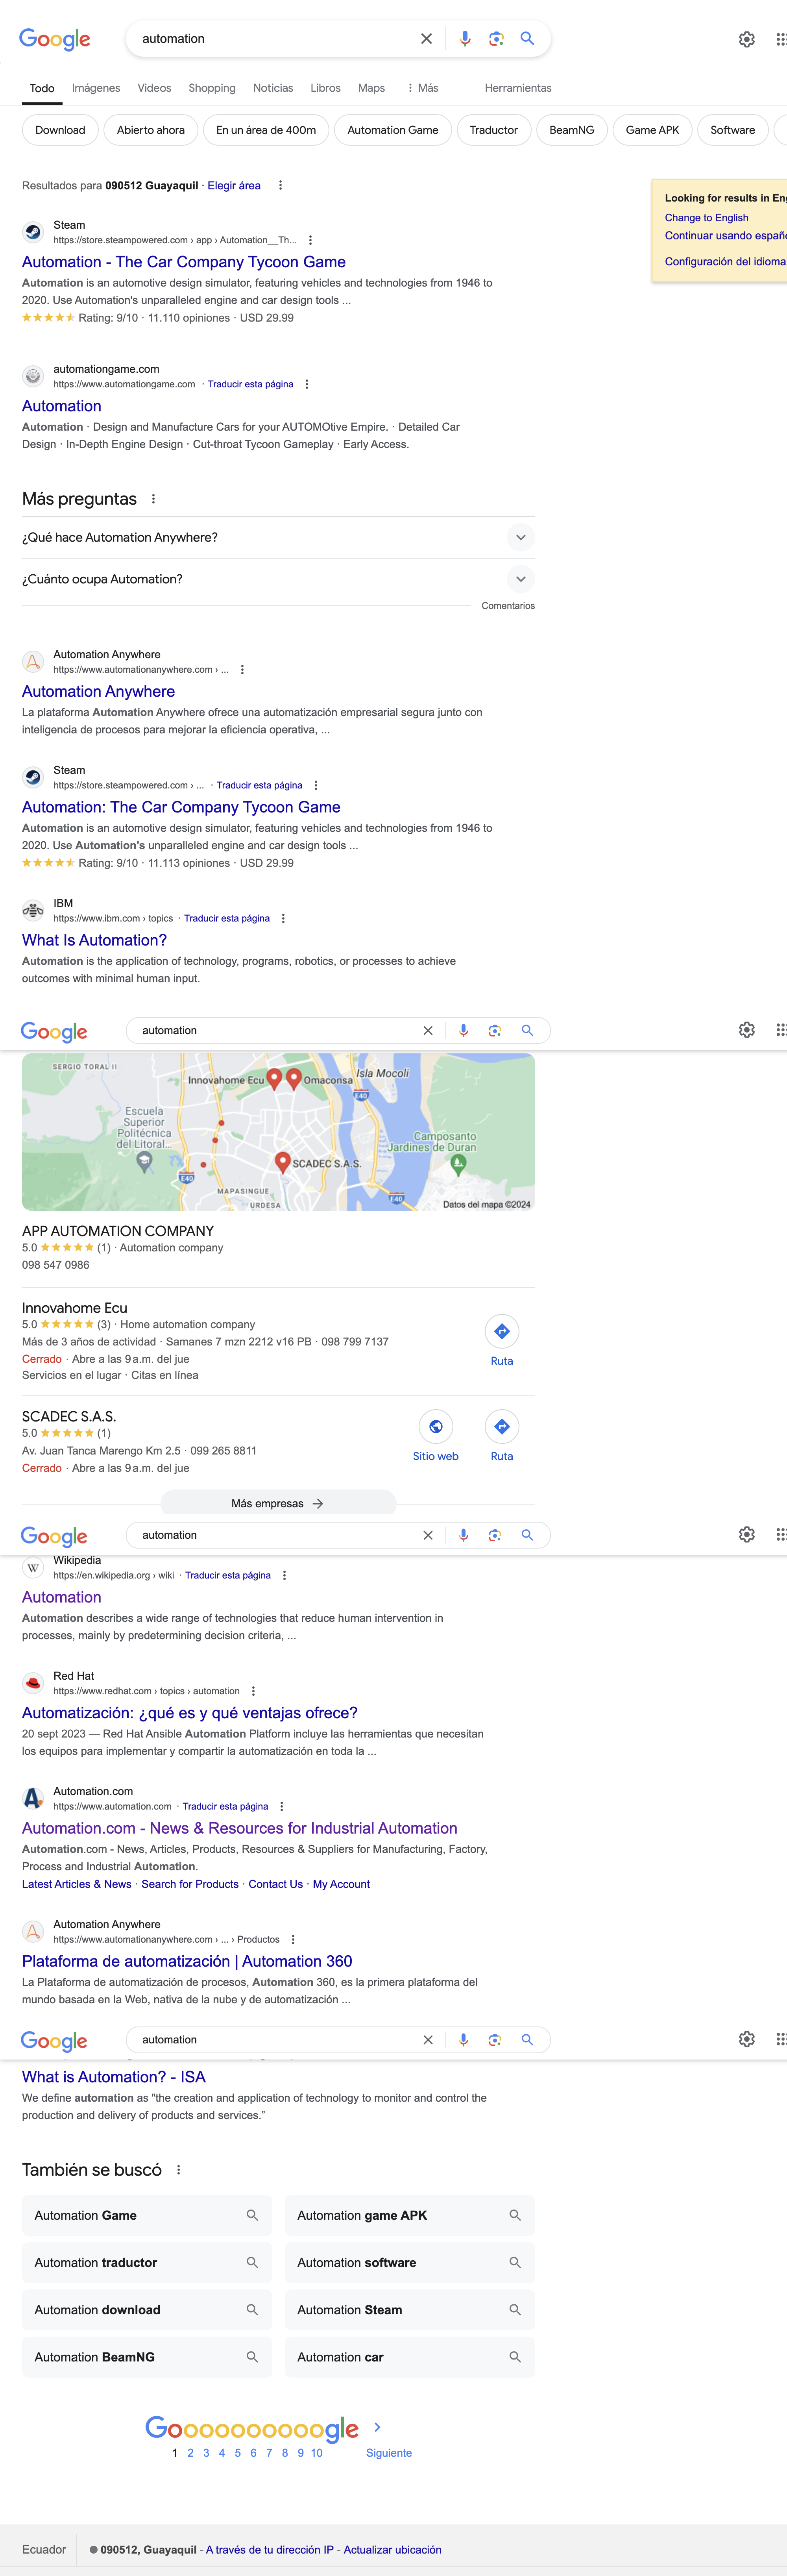 Google
automation
Todo Imágenes Videos Shopping Noticias Libros Maps Más Herramientas
Download Abierto ahora En un área de 400m Automation Game Traductor BeamNG Game APK Software
Resultados para 090512 Guayaquil · Elegir área
Looking for results in Eng
Change to English
Continuar usando españo
Configuración del idioma
Steam
https://store.steampowered.com › app › Automation__Th...
Automation - The Car Company Tycoon Game
Automation is an automotive design simulator, featuring vehicles and technologies from 1946 to
2020. Use Automation's unparalleled engine and car design tools ...
Rating: 9/10 · 11.110 opiniones · USD 29.99
automationgame.com
https://www.automationgame.com · Traducir esta página
Automation
Automation · Design and Manufacture Cars for your AUTOMOtive Empire. · Detailed Car
Design · In-Depth Engine Design · Cut-throat Tycoon Gameplay · Early Access.
Más preguntas
¿Qué hace Automation Anywhere?
¿Cuánto ocupa Automation?
Comentarios
Automation Anywhere
https://www.automationanywhere.com › ...
Automation Anywhere
La plataforma Automation Anywhere ofrece una automatización empresarial segura junto con
inteligencia de procesos para mejorar la eficiencia operativa, ...
Steam
https://store.steampowered.com › ... · Traducir esta página
Automation: The Car Company Tycoon Game
Automation is an automotive design simulator, featuring vehicles and technologies from 1946 to
2020. Use Automation's unparalleled engine and car design tools ...
Rating: 9/10 · 11.113 opiniones · USD 29.99
IBM
https://www.ibm.com › topics · Traducir esta página
What Is Automation?
Automation is the application of technology, programs, robotics, or processes to achieve
outcomes with minimal human input.
Google
automation
SERGIO TORAL II
Innovahome Ecu
Omaconsa
Isla Mocoli
E40
Escuela
Superior
Politécnica
del Litoral...
Camposanto
Jardines de Duran
SCADEC S.A.S.
E40
MAPASINGUE
URDESA
E40
Datos del mapa ©2024
APP AUTOMATION COMPANY
5.0 (1) · Automation company
098 547 0986
Innovahome Ecu
5.0 (3) · Home automation company
Más de 3 años de actividad · Samanes 7 mzn 2212 v16 PB · 098 799 7137
Cerrado · Abre a las 9 a.m. del jue
Servicios en el lugar · Citas en línea
Ruta
SCADEC S.A.S.
5.0 (1)
Av. Juan Tanca Marengo Km 2.5 · 099 265 8811
Cerrado · Abre a las 9 a.m. del jue
Sitio web Ruta
Más empresas
Google
automation
Wikipedia
https://en.wikipedia.org › wiki · Traducir esta página
Automation
Automation describes a wide range of technologies that reduce human intervention in
processes, mainly by predetermining decision criteria, ...
Red Hat
https://www.redhat.com › topics › automation
Automatización: ¿qué es y qué ventajas ofrece?
20 sept 2023 — Red Hat Ansible Automation Platform incluye las herramientas que necesitan
los equipos para implementar y compartir la automatización en toda la ...
Automation.com
https://www.automation.com · Traducir esta página
Automation.com - News & Resources for Industrial Automation
Automation.com - News, Articles, Products, Resources & Suppliers for Manufacturing, Factory,
Process and Industrial Automation.
Latest Articles & News · Search for Products · Contact Us · My Account
Automation Anywhere
https://www.automationanywhere.com › ... › Productos
Plataforma de automatización | Automation 360
La Plataforma de automatización de procesos, Automation 360, es la primera plataforma del
mundo basada en la Web, nativa de la nube y de automatización ...
Google
automation
What is Automation? - ISA
We define automation as "the creation and application of technology to monitor and control the
production and delivery of products and services."
También se buscó
Automation Game
Automation game APK
Automation traductor
Automation software
Automation download
Automation Steam
Automation BeamNG
Automation car
Goooooooooogle
1 2 3 4 5 6 7 8 9 10 Siguiente
Ecuador
090512, Guayaquil - A través de tu dirección IP - Actualizar ubicación